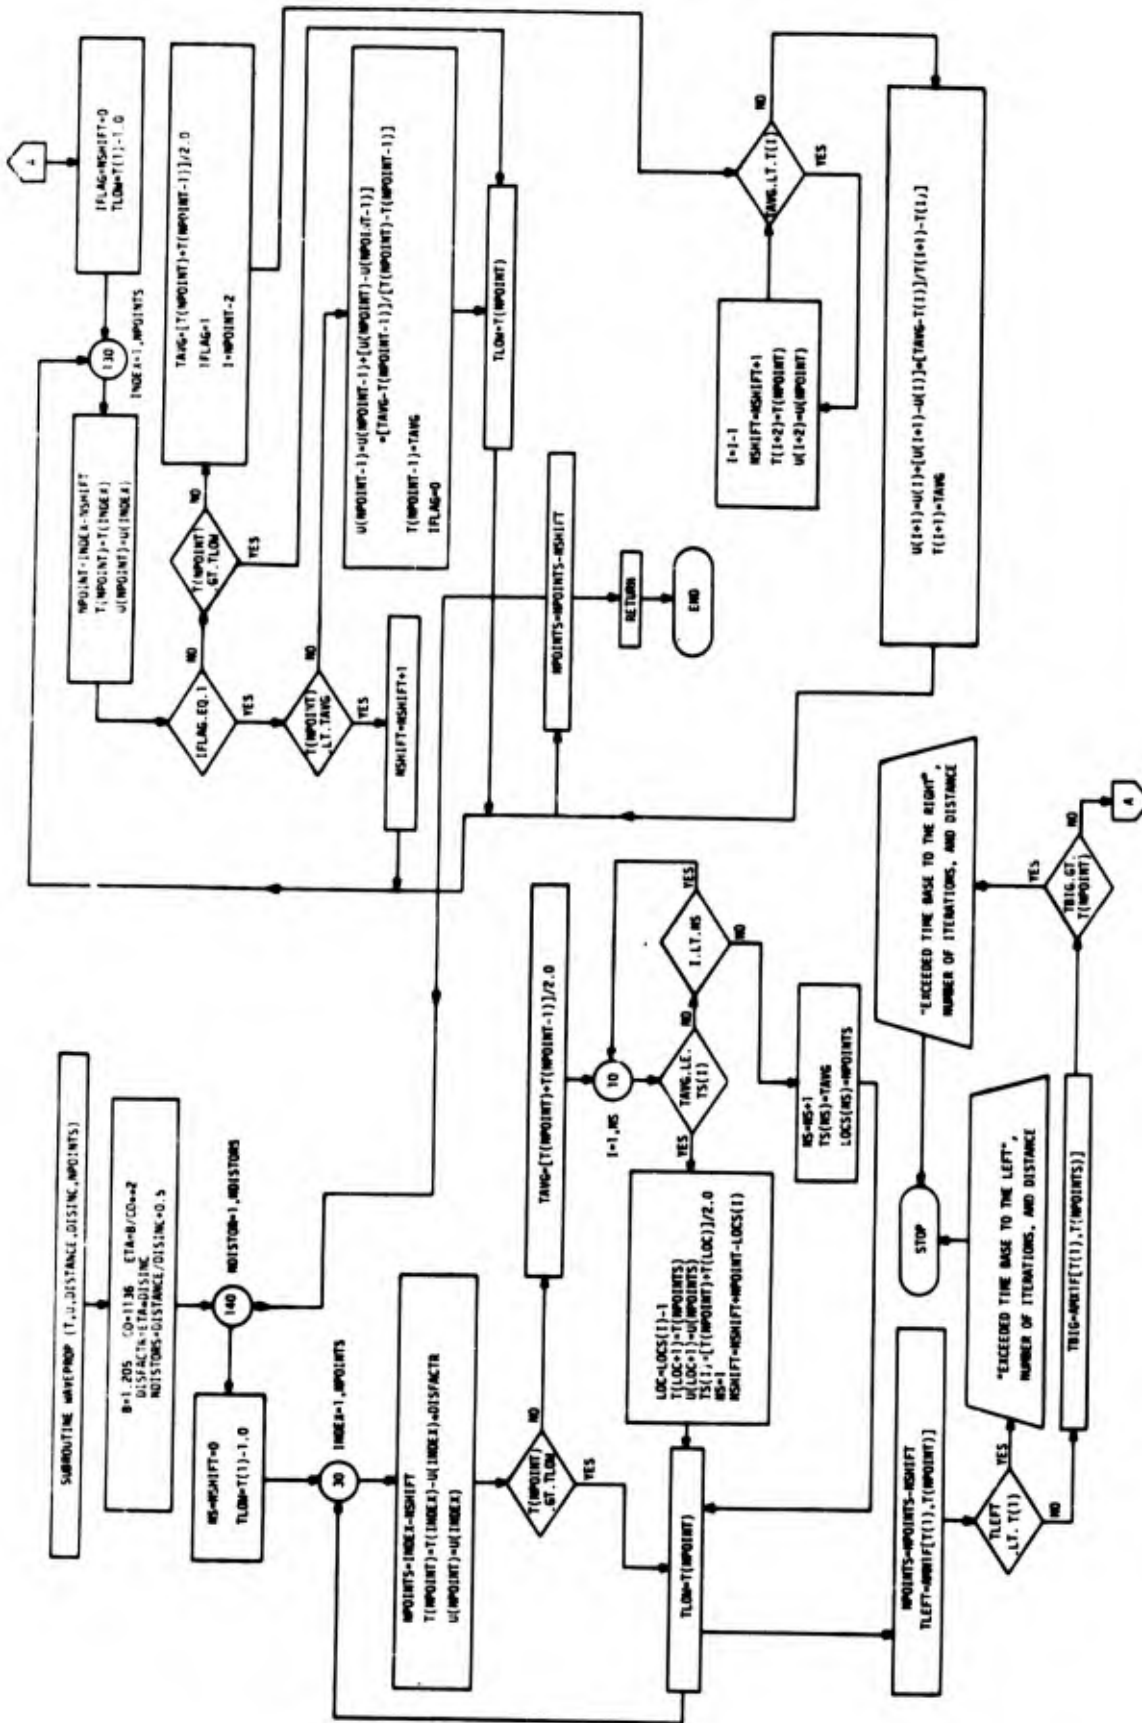 SUBROUTINE WAVEPROP (T,U,DISTANCE,DISINC,NPOINTS)
B=1.205 CO=1136 ETA=B/CO**2
DISFACTR=ETA*DISINC
NDISTORS=DISTANCE/DISINC+0.5
140
NDISTOR=1,NDISTORS
NS=NSHIFT=0
TLOW=T(1)-1.0
30
INDEX=1,NPOINTS
NPOINTS=INDEX-NSHIFT
T(NPOINT)=T(INDEX)-U(INDEX)*DISFACTR
U(NPOINT)=U(INDEX)
T(NPOINT)
.GT.TLOW
NO
YES
TAVG=[T(NPOINT)+T(NPOINT-1)]/2.0
10
I=1,NS
TAVG.LE.
TS(I)
NO
YES
I.LT.NS
YES
NO
NS=NS+1
TS(NS)=TAVG
LOCS(NS)=NPOINTS
LOC=LOCS(I)-1
T(LOC+1)=T(NPOINTS)
U(LOC+1)=U(NPOINTS)
TS(I)=[T(NPOINT)+T(LOC)]/2.0
NS=I
NSHIFT=NSHIFT+NPOINT-LOCS(I)
TLOW=T(NPOINT)
NPOINTS=NPOINTS-NSHIFT
TLEFT=AMN1F[T(1),T(NPOINT)]
TLEFT
.LT. T(1)
YES
NO
"EXCEEDED TIME BASE TO THE LEFT",
NUMBER OF ITERATIONS, AND DISTANCE
STOP
TBIG=AMX1F[T(1),T(NPOINTS)]
TBIG.GT.
T(NPOINT)
YES
NO
"EXCEEDED TIME BASE TO THE RIGHT",
NUMBER OF ITERATIONS, AND DISTANCE
A
A
IFLAG=NSHIFT=0
TLOW=T(1)-1.0
130
INDEX=1,NPOINTS
NPOINT=INDEX-NSHIFT
T(NPOINT)=T(INDEX)
U(NPOINT)=U(INDEX)
IFLAG.EQ.1
NO
YES
T(NPOINT)
.GT.TLOW
NO
YES
TAVG=[T(NPOINT)+T(NPOINT-1)]/2.0
IFLAG=1
I=NPOINT-2
T(NPOINT)
.LT.TAVG
NO
YES
NSHIFT=NSHIFT+1
U(NPOINT-1)=U(NPOINT-1)+[U(NPOINT)-U(NPOINT-1)]
*[TAVG-T(NPOINT-1)]/[T(NPOINT)-T(NPOINT-1)]
T(NPOINT-1)=TAVG
IFLAG=0
TLOW=T(NPOINT)
NPOINTS=NPOINTS-NSHIFT
RETURN
END
TAVG.LT.T(I)
NO
YES
I=I-1
NSHIFT=NSHIFT+1
T(I+2)=T(NPOINT)
U(I+2)=U(NPOINT)
U(I+1)=U(I)+[U(I+1)-U(I)]*[TAVG-T(I)]/T(I+1)-T(I)]
T(I+1)=TAVG